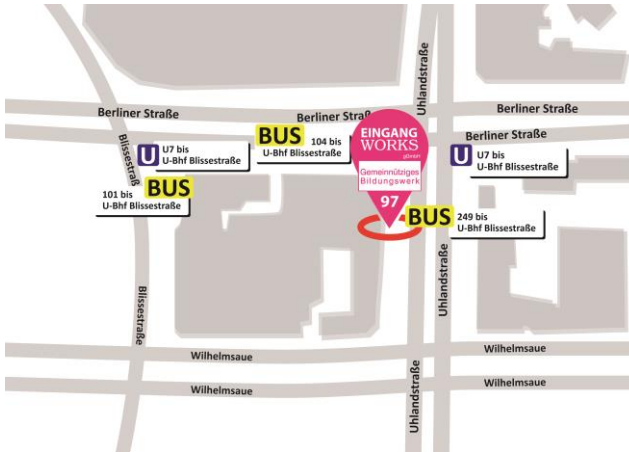 Uhlandstraße
Berliner Straße
Berliner Straße
Berliner Straße
Blissestraße
U
U7 bis
U-Bhf Blissestraße
BUS
104 bis
U-Bhf Blissestraße
EINGANG
WORKS
gGmbH
Gemeinnütziges
Bildungswerk
97
U
U7 bis
U-Bhf Blissestraße
101 bis
U-Bhf Blissestraße
BUS
BUS
249 bis
U-Bhf Blissestraße
Uhlandstraße
Blissestraße
Wilhelmsaue
Wilhelmsaue
Wilhelmsaue
Wilhelmsaue
Uhlandstraße